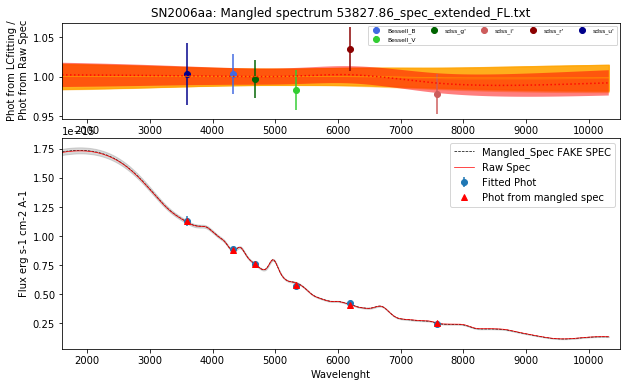 SN2006aa: Mangled spectrum 53827.86_spec_extended_FL.txt
Phot from LCfitting /
Phot from Raw Spec
1.05
1.00
0.95
Bessell_B
Bessell_V
sdss_g'
sdss_i'
sdss_r'
sdss_u'
2000 3000 4000 5000 6000 7000 8000 9000 10000
1e-15
Flux erg s-1 cm-2 A-1
1.75
1.50
1.25
1.00
0.75
0.50
0.25
Mangled_Spec FAKE SPEC
Raw Spec
Fitted Phot
Phot from mangled spec
2000 3000 4000 5000 6000 7000 8000 9000 10000
Wavelenght